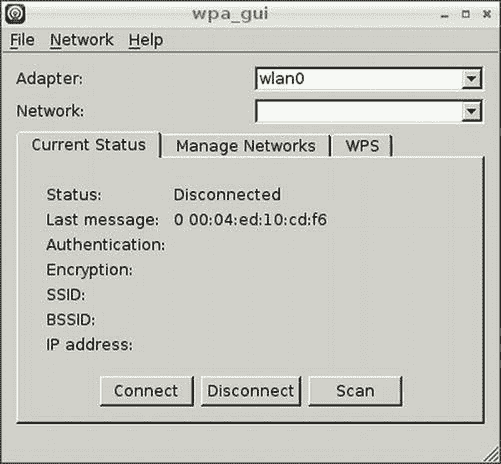 wpa_gui
File Network Help
Adapter: wlan0
Network:
Current Status Manage Networks WPS
Status: Disconnected
Last message: 0 00:04:ed:10:cd:f6
Authentication:
Encryption:
SSID:
BSSID:
IP address:
Connect Disconnect Scan